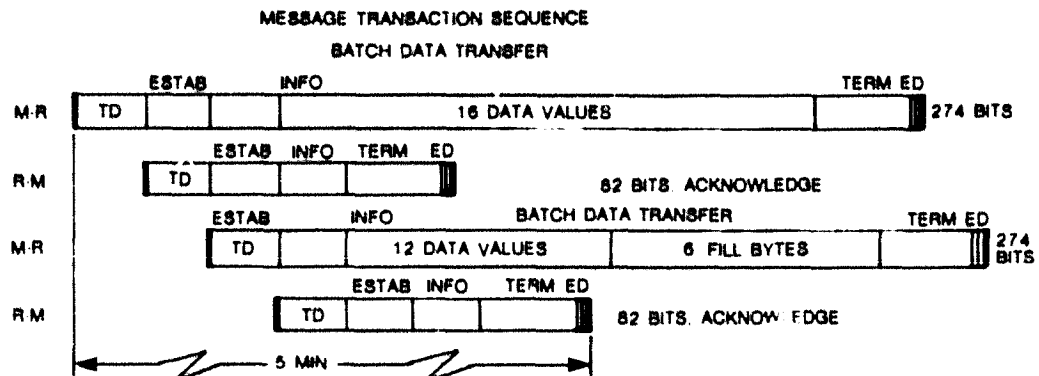 MESSAGE TRANSACTION SEQUENCE
BATCH DATA TRANSFER
ESTAB INFO TERM ED
M-R TD 16 DATA VALUES 274 BITS
ESTAB INFO TERM ED
R-M TD 82 BITS. ACKNOWLEDGE
ESTAB INFO BATCH DATA TRANSFER TERM ED
M-R TD 12 DATA VALUES 6 FILL BYTES 274 BITS
ESTAB INFO TERM ED
R-M TD 82 BITS. ACKNOW EDGE
5 MIN